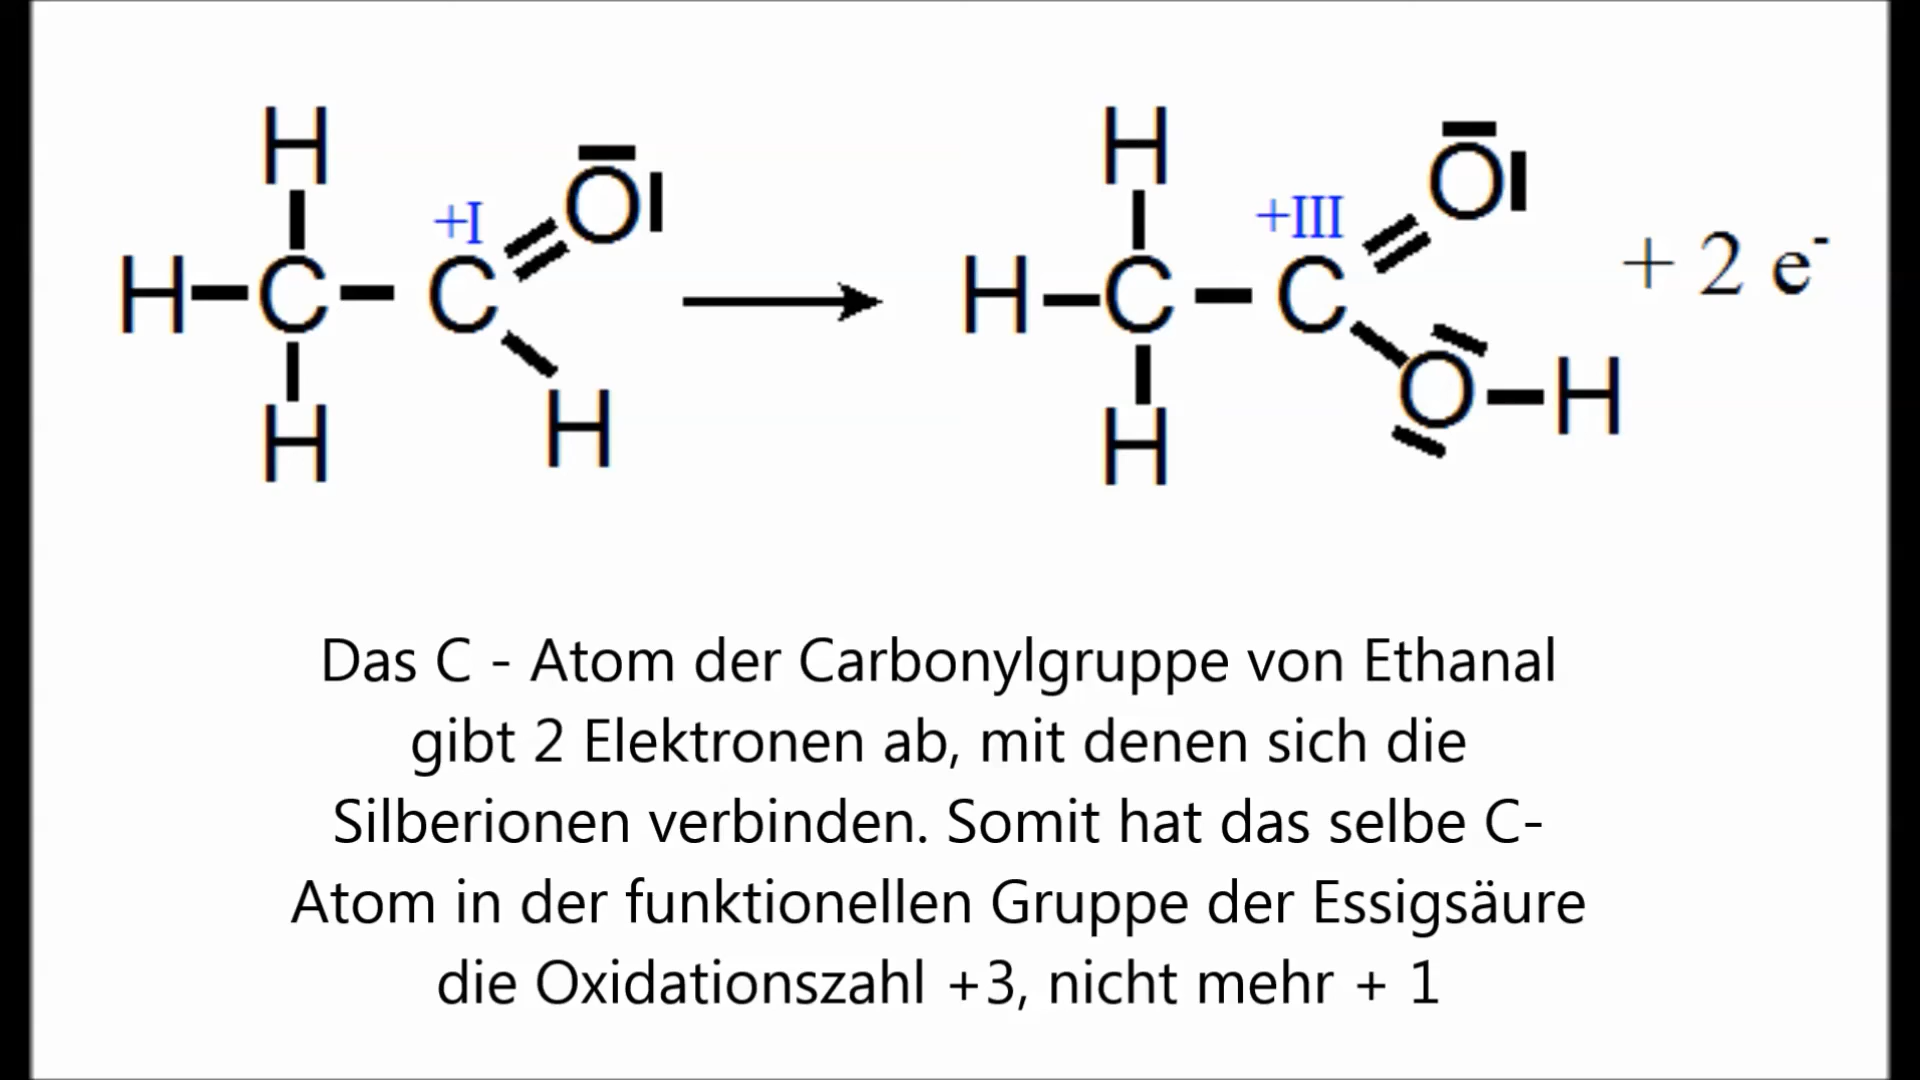 H H
+I O +III O
H C C H C C + 2 e-
O H
H H H
Das C - Atom der Carbonylgruppe von Ethanal
gibt 2 Elektronen ab, mit denen sich die
Silberionen verbinden. Somit hat das selbe C-
Atom in der funktionellen Gruppe der Essigsäure
die Oxidationszahl +3, nicht mehr + 1